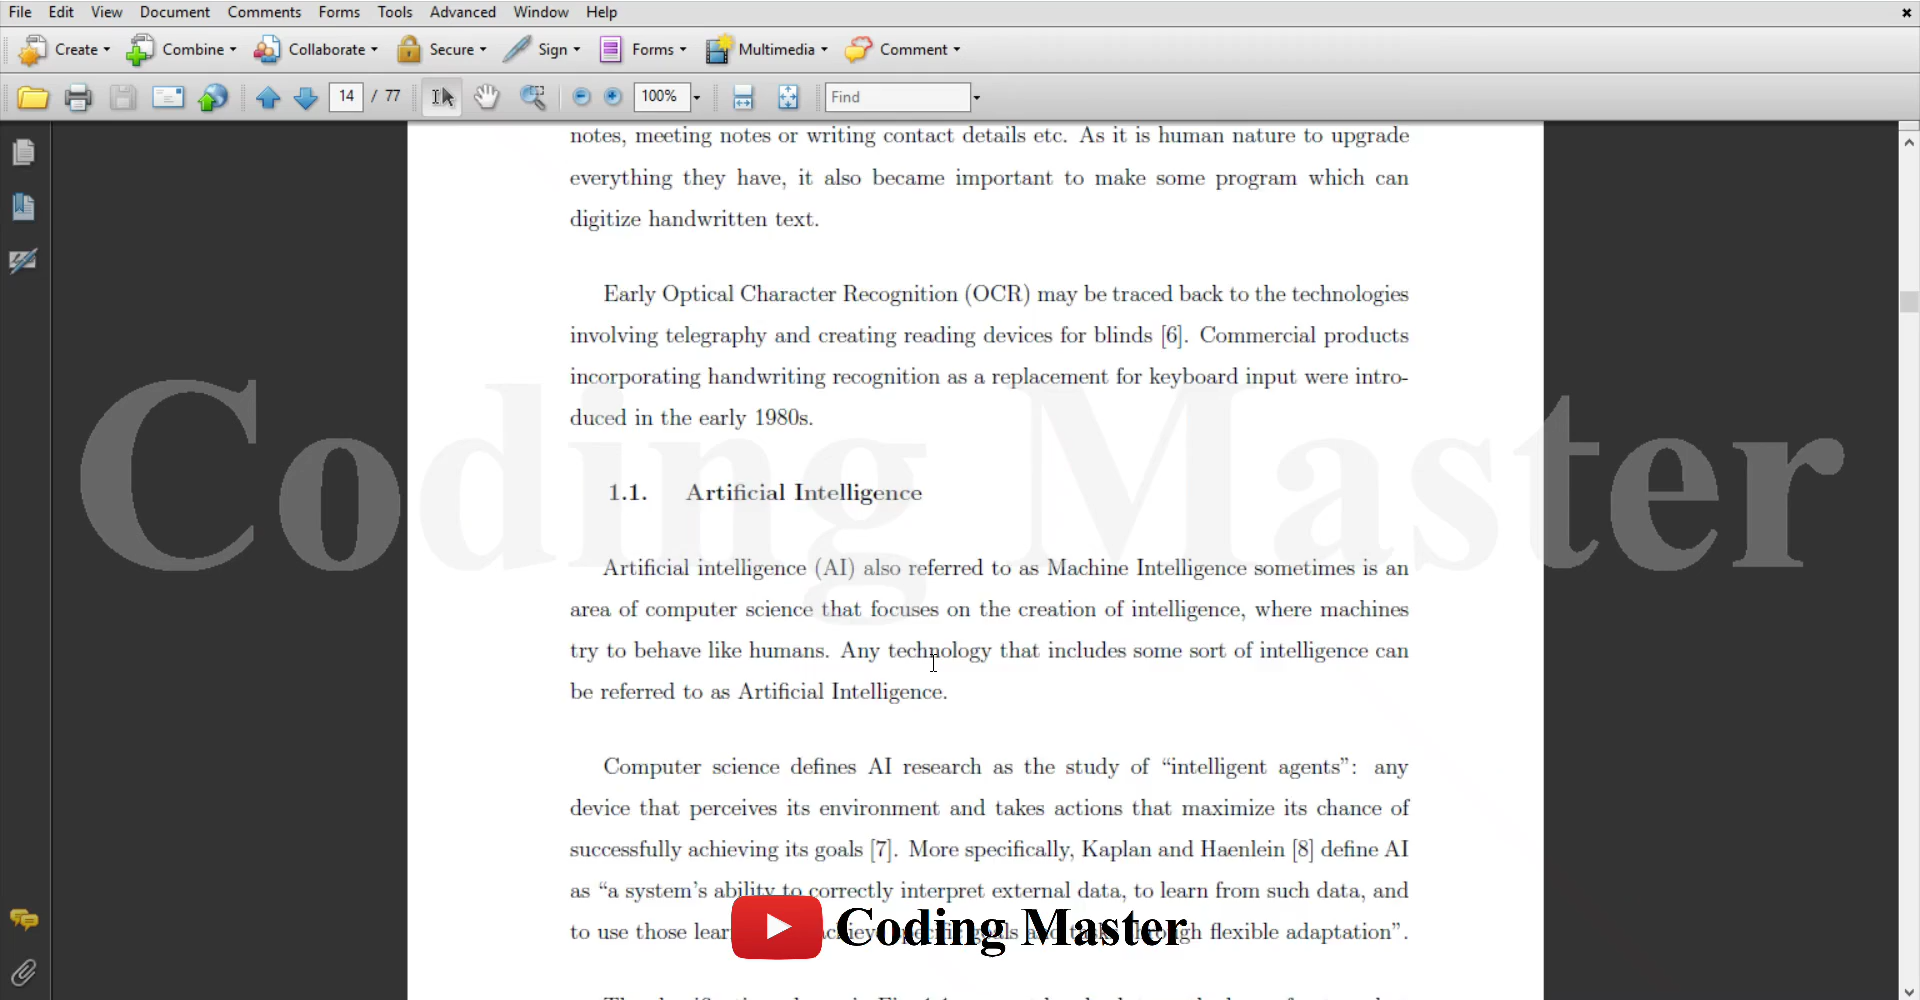 File Edit View Document Comments Forms Tools Advanced Window Help
Create Combine Collaborate Secure Sign Forms Multimedia Comment
14 / 77 100% Find
notes, meeting notes or writing contact details etc. As it is human nature to upgrade
everything they have, it also became important to make some program which can
digitize handwritten text.
Early Optical Character Recognition (OCR) may be traced back to the technologies
involving telegraphy and creating reading devices for blinds [6]. Commercial products
incorporating handwriting recognition as a replacement for keyboard input were intro-
duced in the early 1980s.
Coding Master
1.1. Artificial Intelligence
Artificial intelligence (AI) also referred to as Machine Intelligence sometimes is an
area of computer science that focuses on the creation of intelligence, where machines
try to behave like humans. Any technology that includes some sort of intelligence can
be referred to as Artificial Intelligence.
Computer science defines AI research as the study of “intelligent agents”: any
device that perceives its environment and takes actions that maximize its chance of
successfully achieving its goals [7]. More specifically, Kaplan and Haenlein [8] define AI
as “a system’s ability to correctly interpret external data, to learn from such data, and
to use those specific goals and through flexible adaptation”.
Coding Master